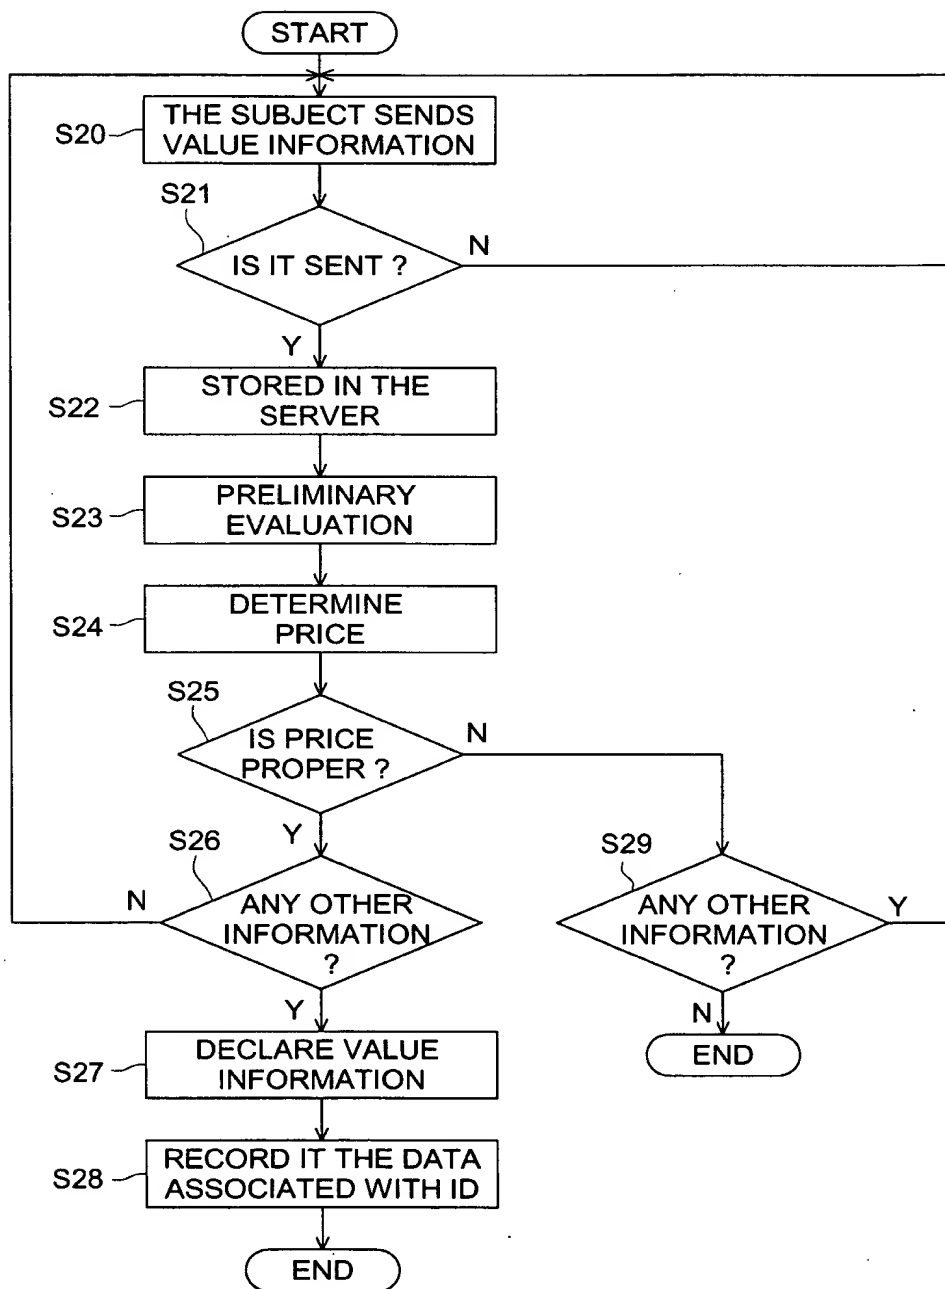 START
S20
THE SUBJECT SENDS
VALUE INFORMATION
S21
IS IT SENT ?
N
Y
S22
STORED IN THE
SERVER
S23
PRELIMINARY
EVALUATION
S24
DETERMINE
PRICE
S25
IS PRICE
PROPER ?
N
Y
S26
ANY OTHER
INFORMATION
?
N
Y
S29
ANY OTHER
INFORMATION
?
Y
N
END
S27
DECLARE VALUE
INFORMATION
S28
RECORD IT THE DATA
ASSOCIATED WITH ID
END